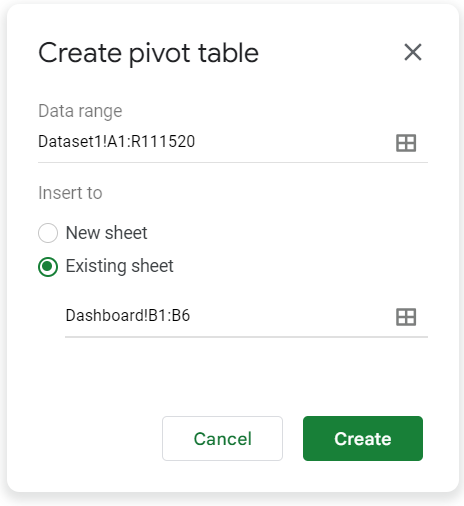 Create pivot table
Data range
Dataset1!A1:R111520
Insert to
New sheet
Existing sheet
Dashboard!B1:B6
Cancel
Create